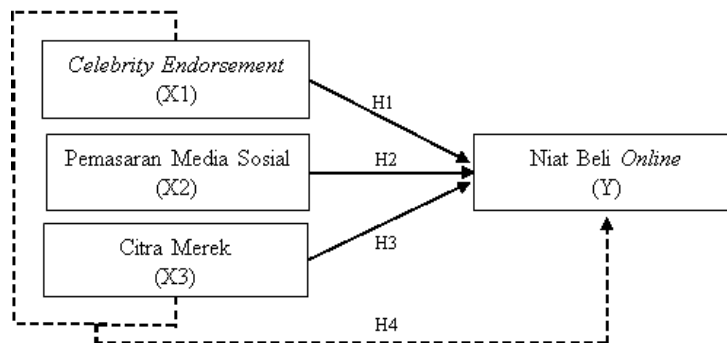 Celebrity Endorsement
(X1)
H1
Pemasaran Media Sosial
(X2)
H2
Niat Beli Online
(Y)
Citra Merek
(X3)
H3
H4